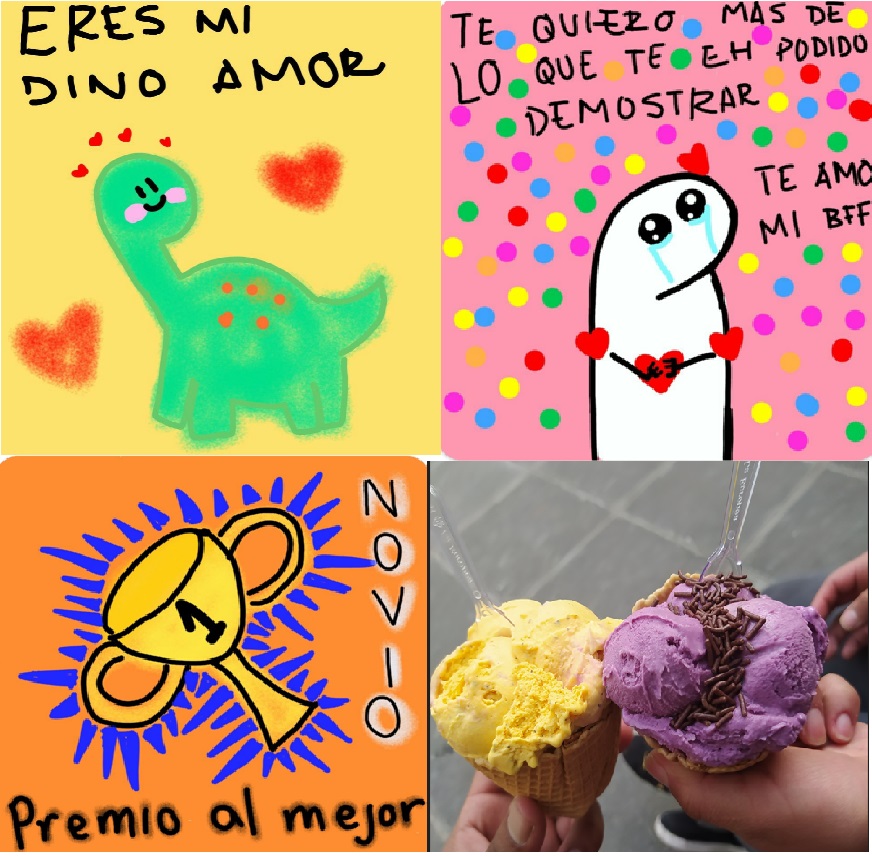 ERES MI
DINO AMOR
TE QUIERO MAS DE
LO QUE TE EH PODIDO
DEMOSTRAR
TE AMO
MI BFF
1
NOVIO
Premio al mejor